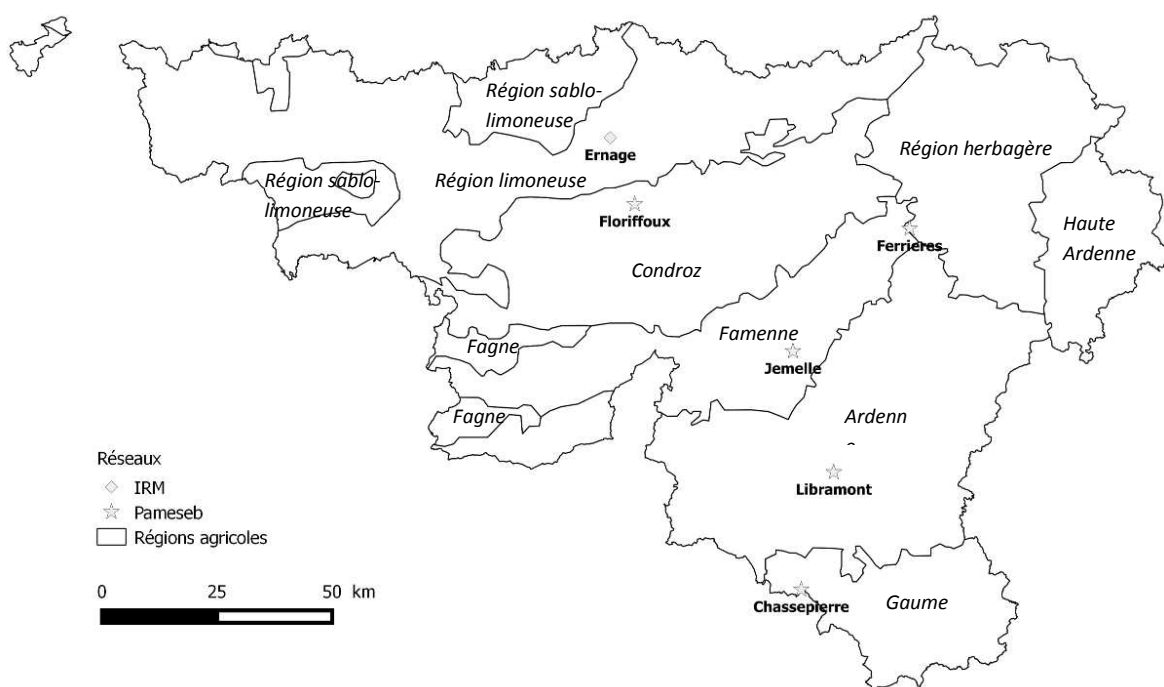 Région sablo-
limoneuse
Ernage
Région herbagère
Région sablo-
limoneuse
Région limoneuse
Floriffoux
Ferrières
Haute
Ardenne
Condroz
Fagne
Famenne
Jemelle
Fagne
Ardenn
Libramont
Chassepierre
Gaume
Réseaux
IRM
Pameseb
Régions agricoles
0 25 50 km